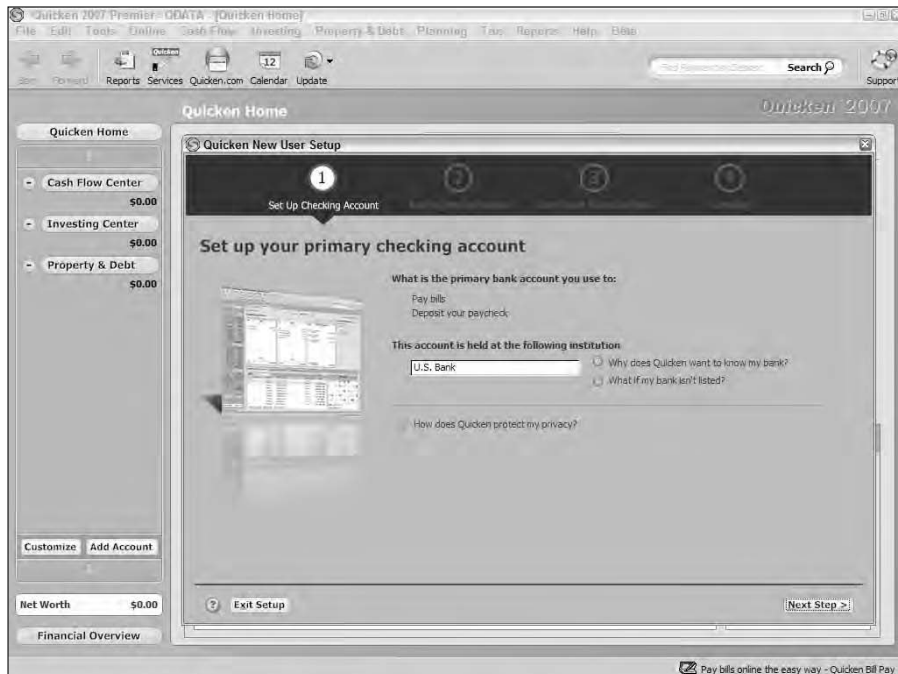 Quicken 2007 Premier - QDATA - [Quicken Home]
File Edit Tools Online Cash Flow Investing Property & Debt Planning Tax Reports Help
Reports Services Quicken.com Calendar Update
Quicken
12
Search
Support
Quicken Home
Quicken 2007
Quicken Home
- Cash Flow Center
$0.00
- Investing Center
$0.00
- Property & Debt
$0.00
Customize Add Account
Net Worth $0.00
Financial Overview
Quicken New User Setup
1
2
3
Set Up Checking Account
Set up your primary checking account
What is the primary bank account you use to:
Pay bills
Deposit your paycheck
This account is held at the following institution
U.S. Bank
Why does Quicken want to know my bank?
What if my bank isn't listed?
How does Quicken protect my privacy?
? Exit Setup
Next Step >
Pay bills online the easy way - Quicken Bill Pay